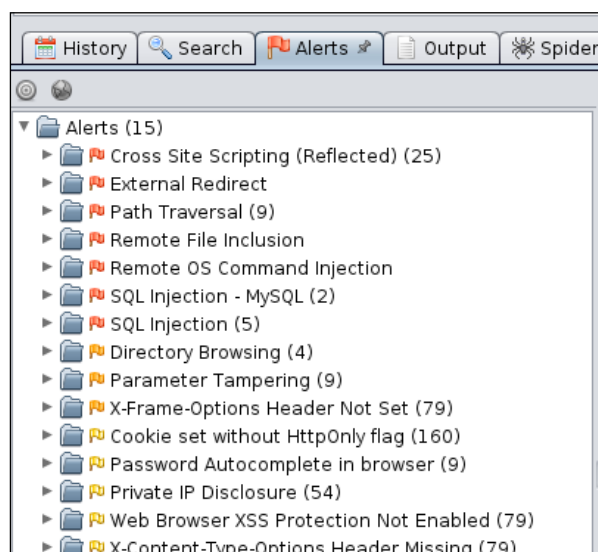 History Search Alerts Output Spider
Alerts (15)
Cross Site Scripting (Reflected) (25)
External Redirect
Path Traversal (9)
Remote File Inclusion
Remote OS Command Injection
SQL Injection - MySQL (2)
SQL Injection (5)
Directory Browsing (4)
Parameter Tampering (9)
X-Frame-Options Header Not Set (79)
Cookie set without HttpOnly flag (160)
Password Autocomplete in browser (9)
Private IP Disclosure (54)
Web Browser XSS Protection Not Enabled (79)
X-Content-Type-Options Header Missing (79)